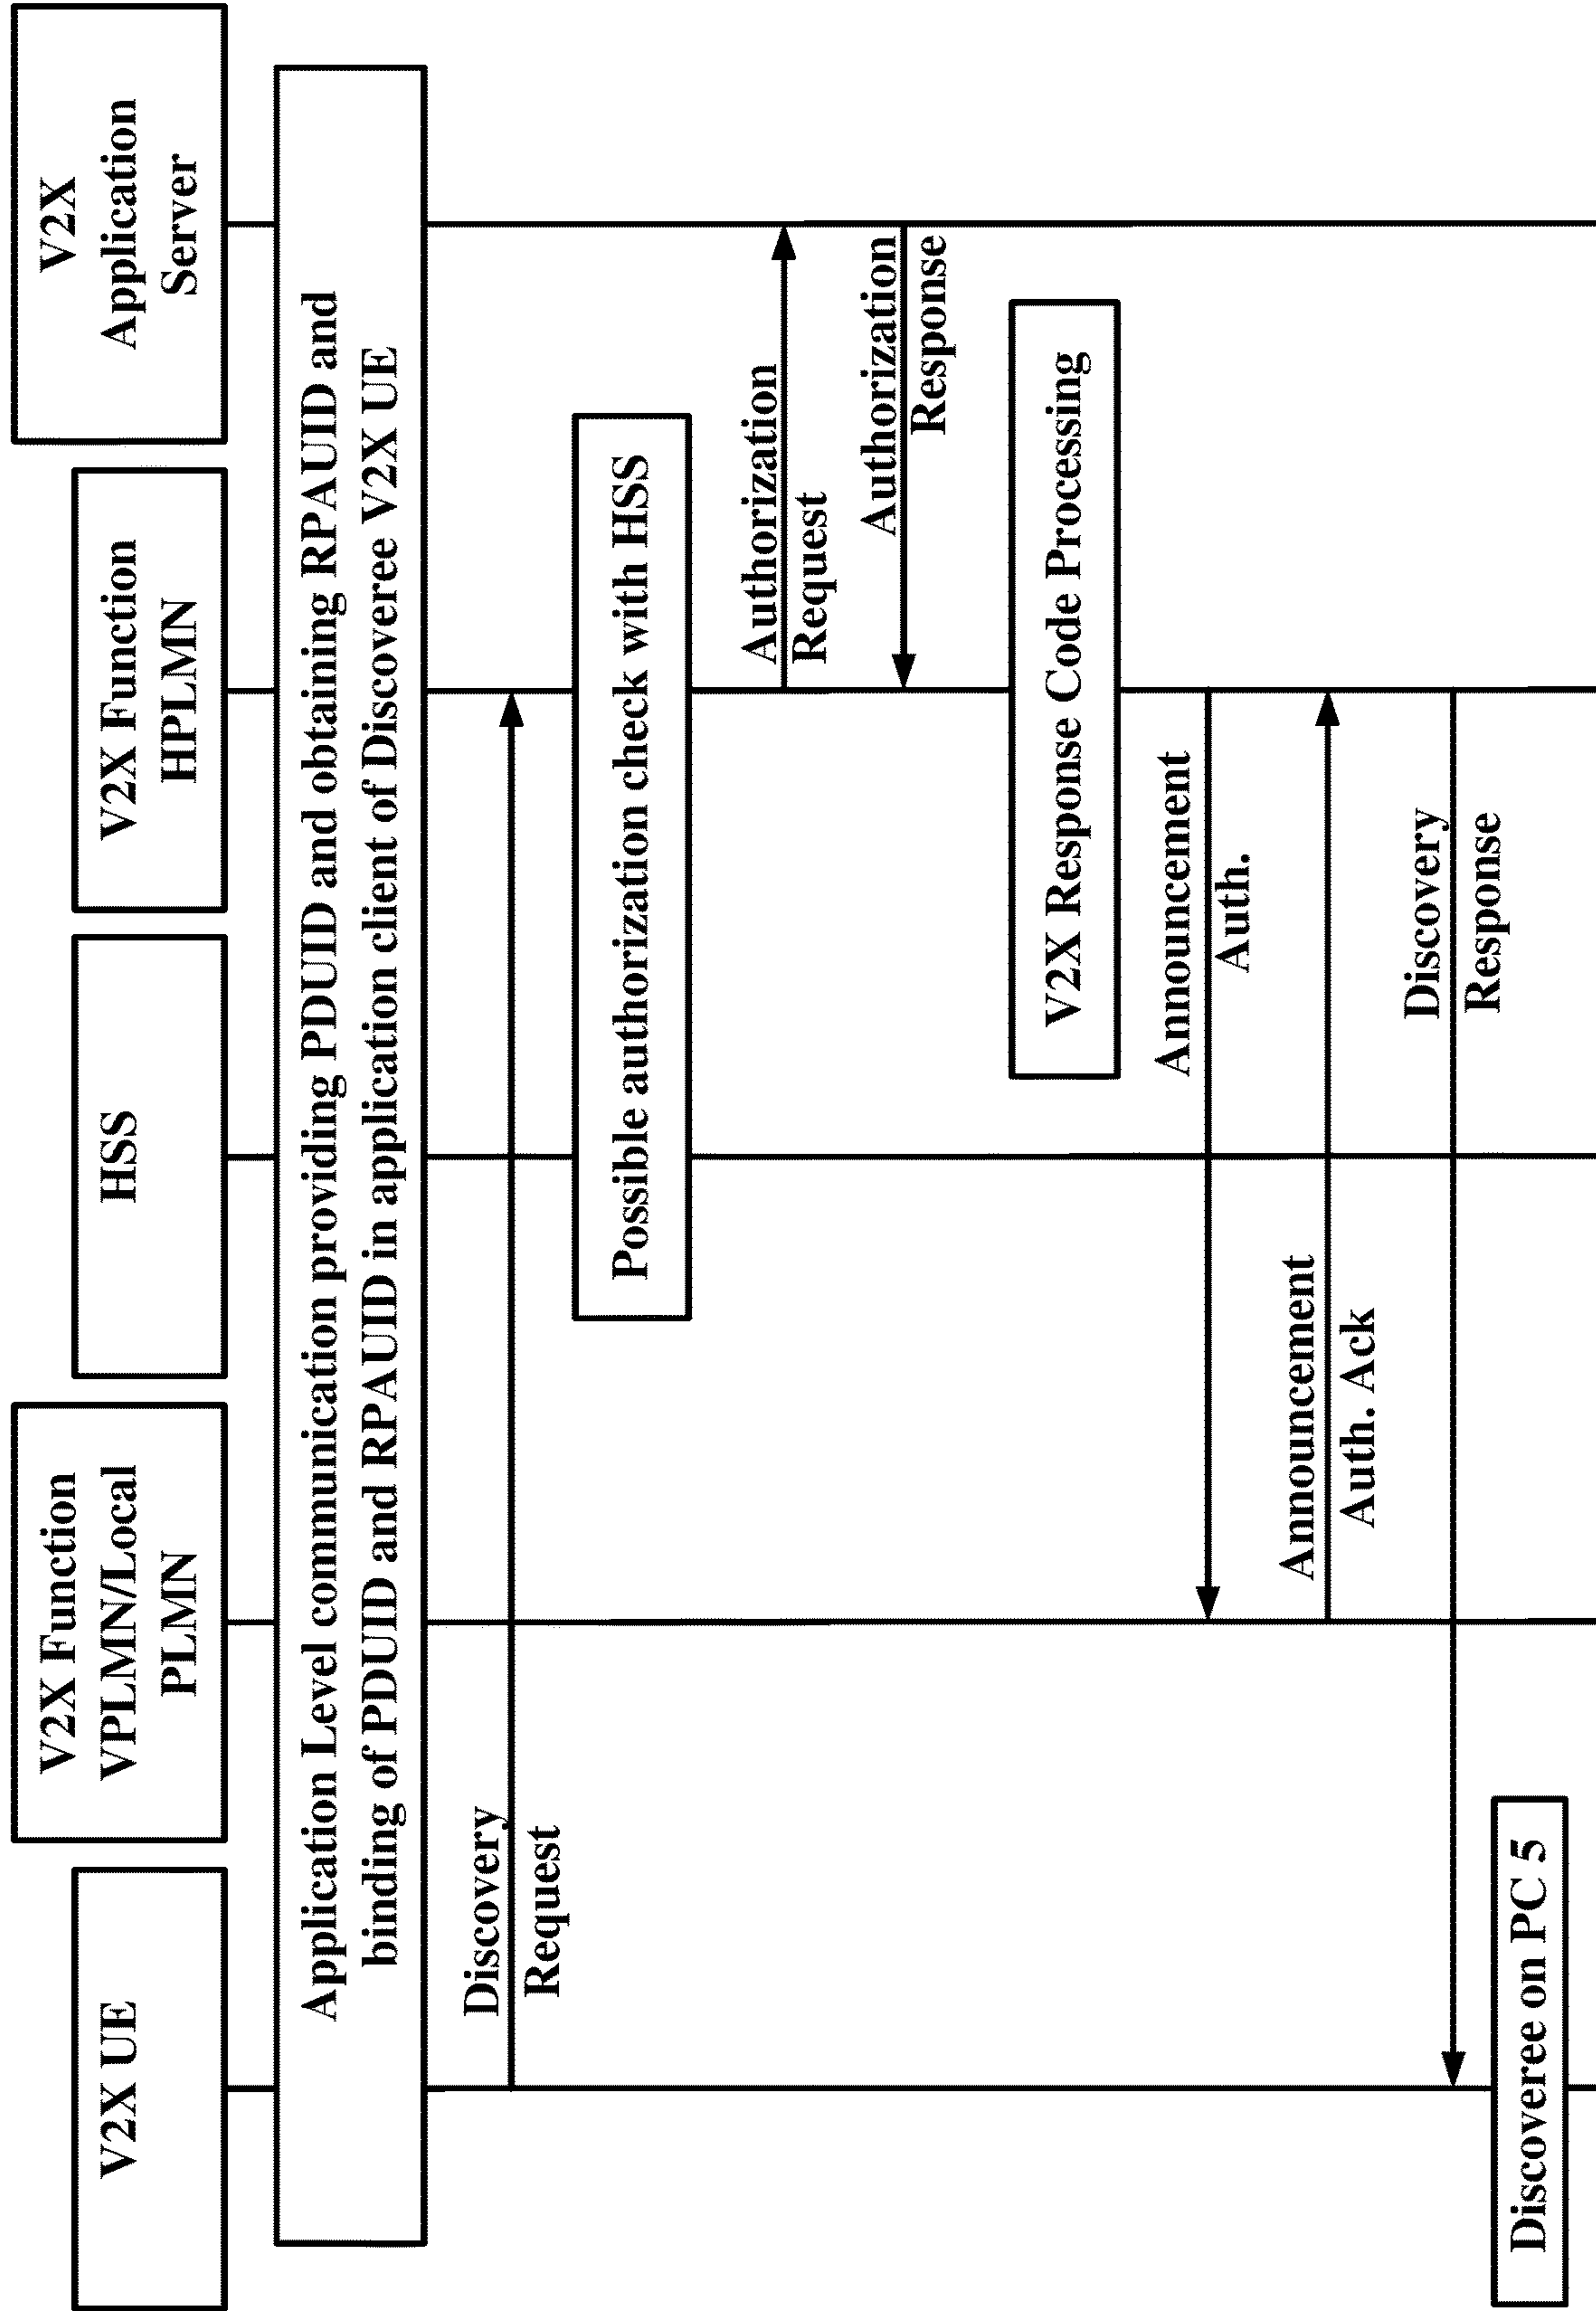 V2X UE
V2X Function
VPLMN/Local
PLMN
HSS
V2X Function
HPLMN
V2X
Application
Server
Application Level communication providing PDUID and obtaining RPAUID and
binding of PDUID and RPAUID in application client of Discoveree V2X UE
Discovery
Request
Possible authorization check with HSS
Authorization
Request
Authorization
Response
V2X Response Code Processing
Announcement
Auth.
Announcement
Auth. Ack
Discovery
Response
Discoveree on PC 5